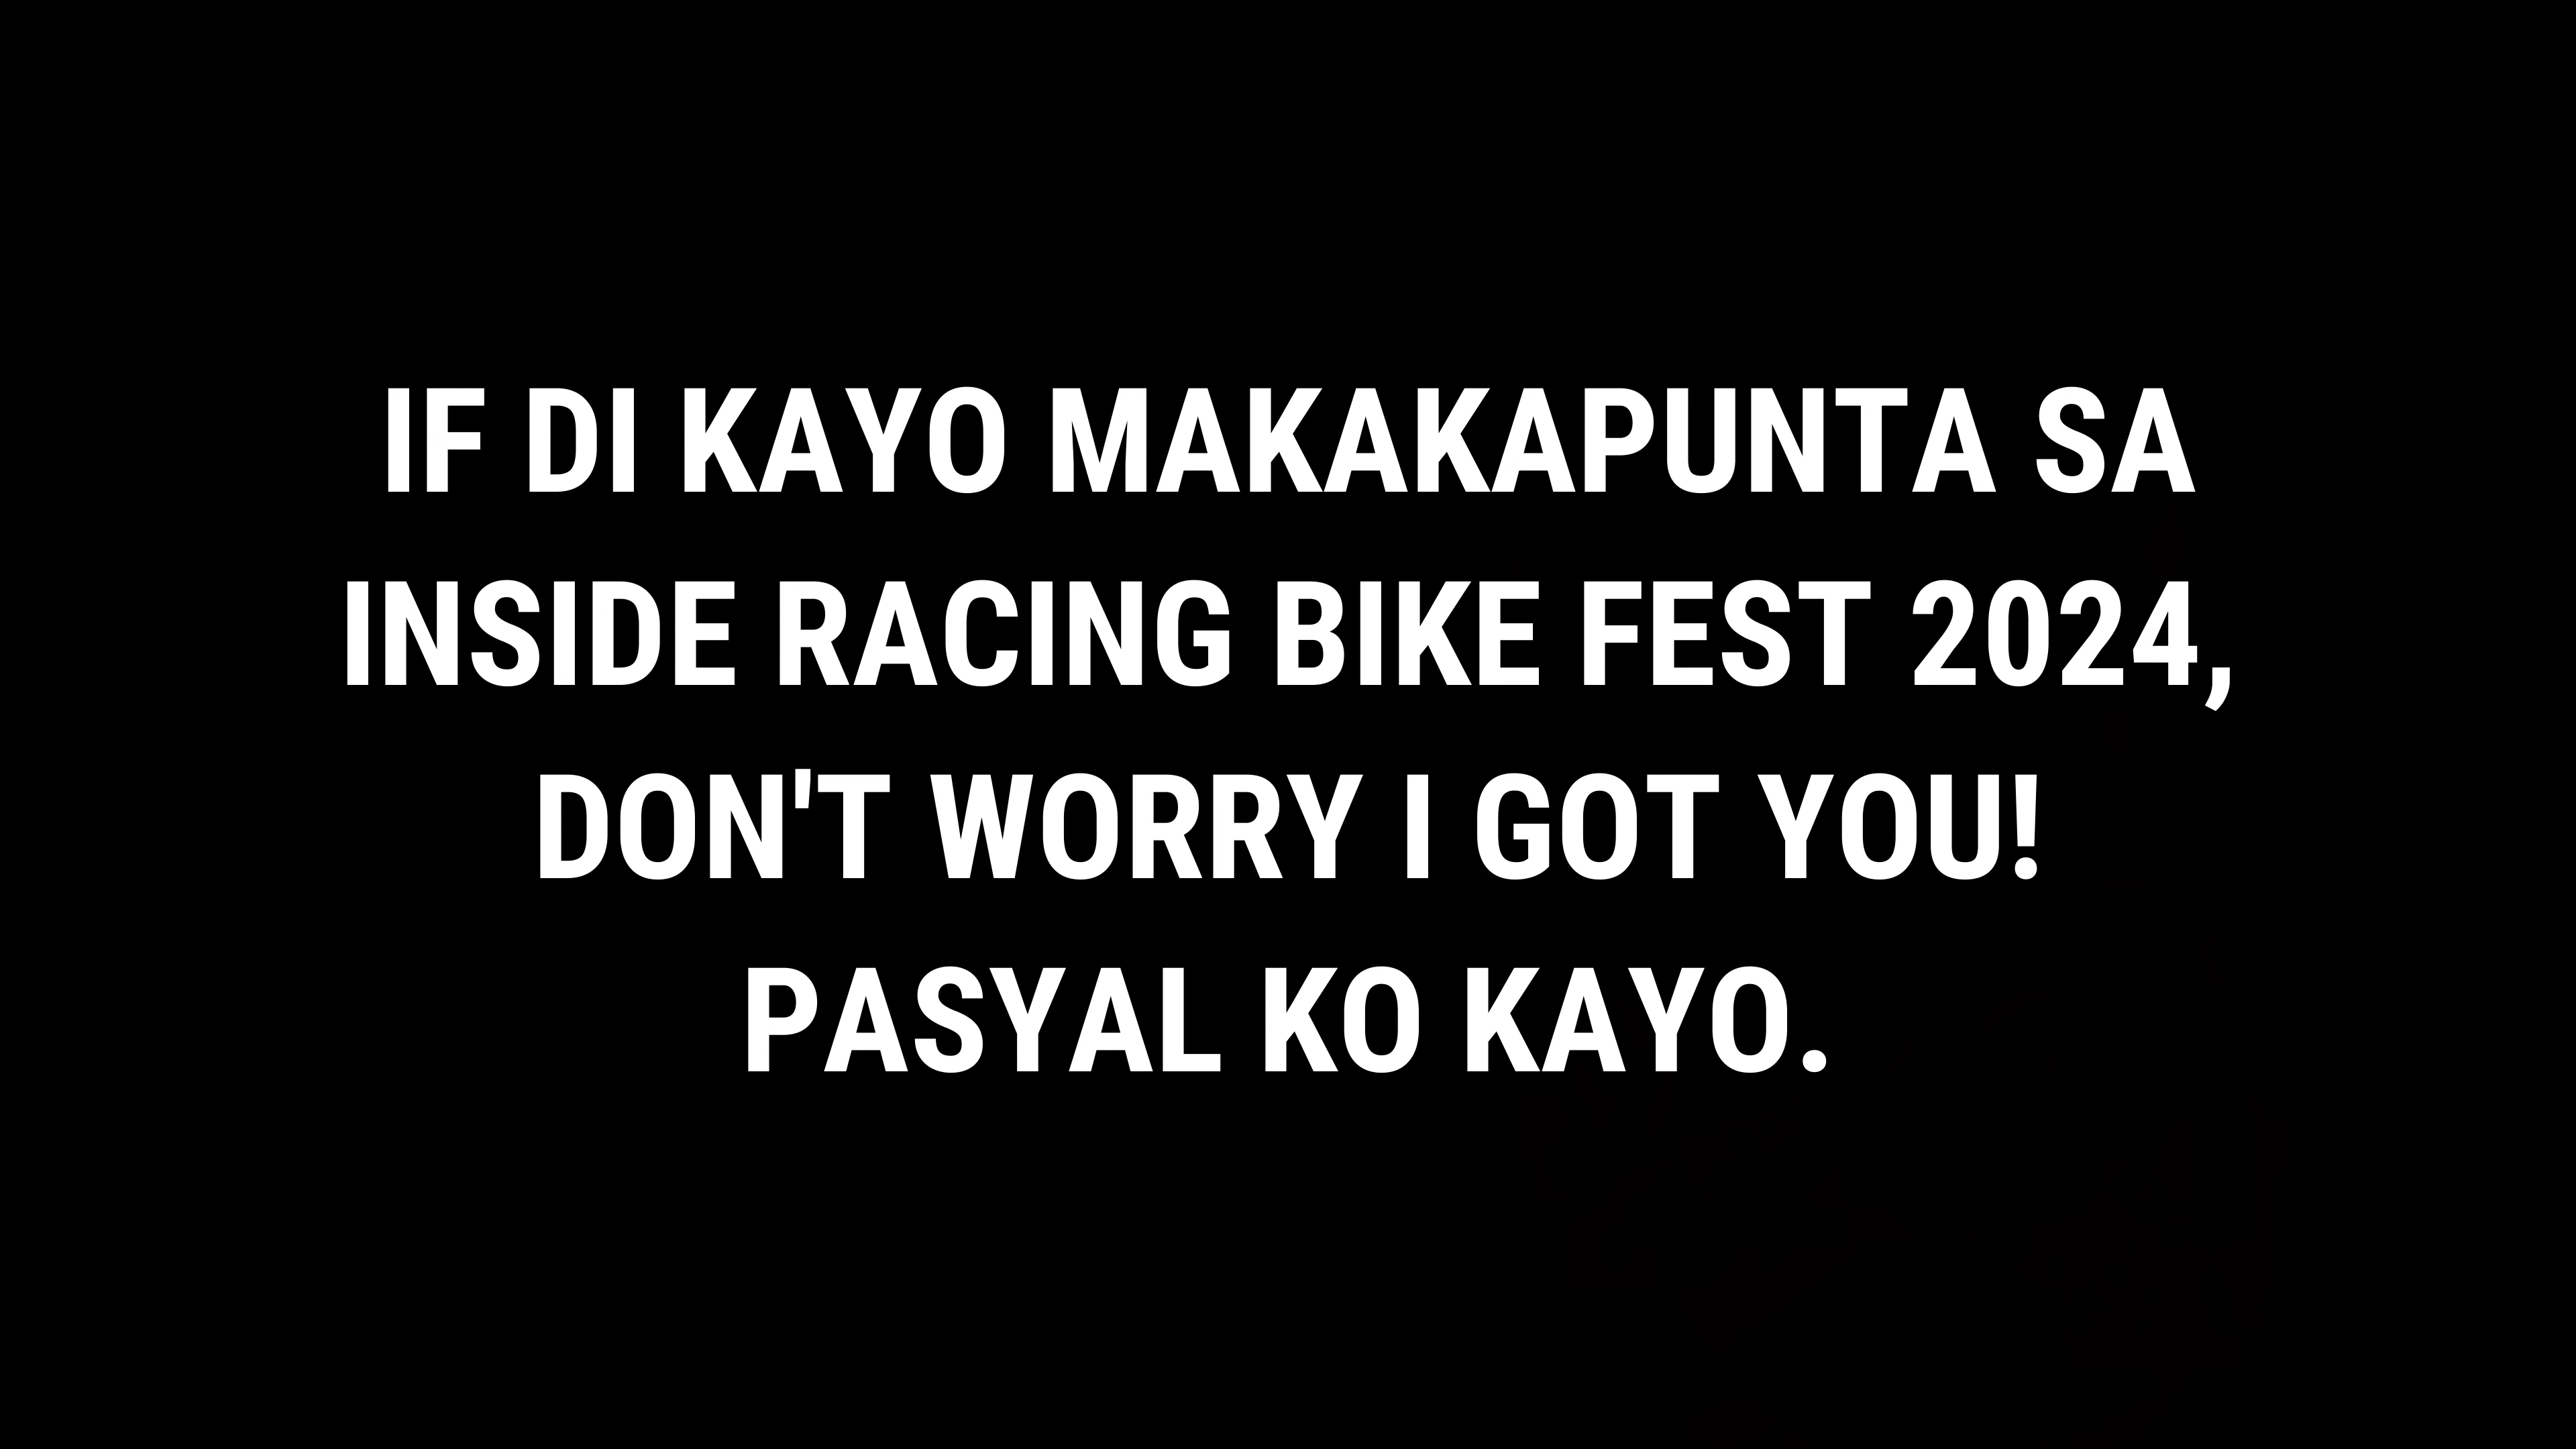 IF DI KAYO MAKAKAPUNTA SA
INSIDE RACING BIKE FEST 2024,
DON'T WORRY I GOT YOU!
PASYAL KO KAYO.